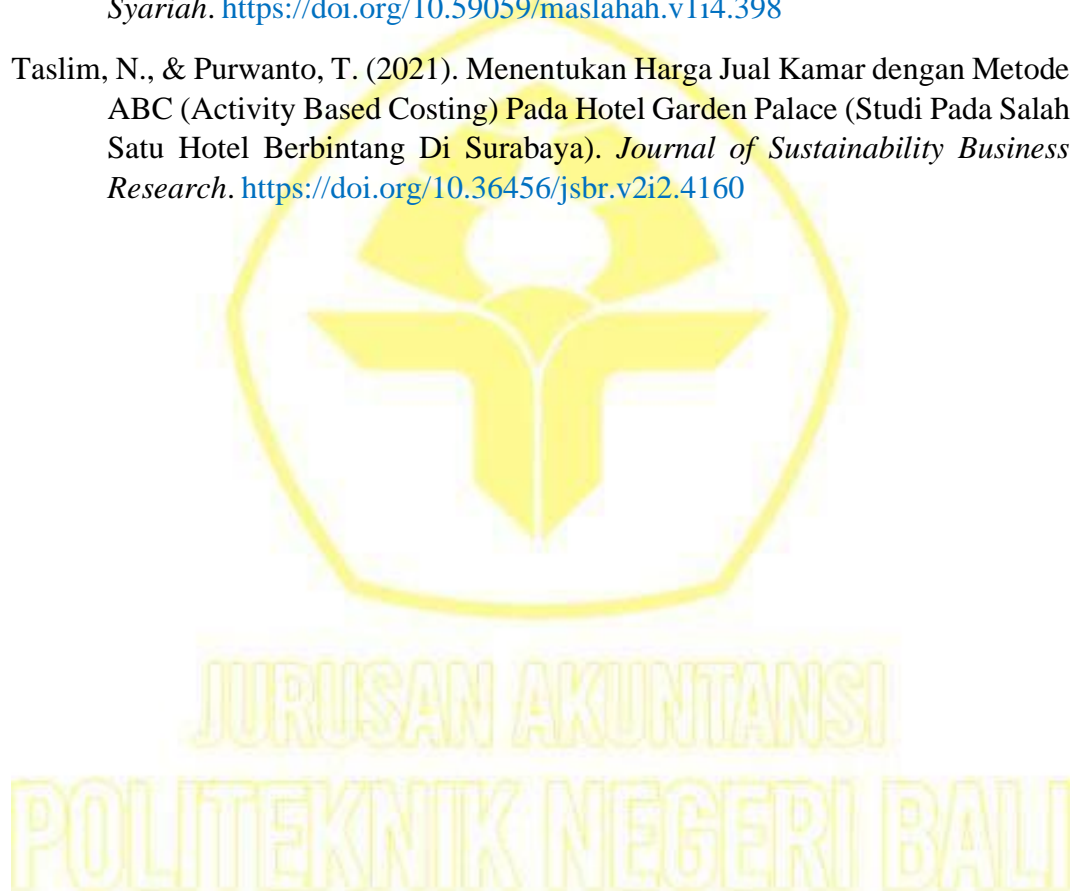 Syariah. https://doi.org/10.59059/maslahah.v1i4.398
Taslim, N., & Purwanto, T. (2021). Menentukan Harga Jual Kamar dengan Metode
ABC (Activity Based Costing) Pada Hotel Garden Palace (Studi Pada Salah
Satu Hotel Berbintang Di Surabaya). Journal of Sustainability Business
Research. https://doi.org/10.36456/jsbr.v2i2.4160
JURUSAN AKUNTANSI
POLITEKNIK NEGERI BALI